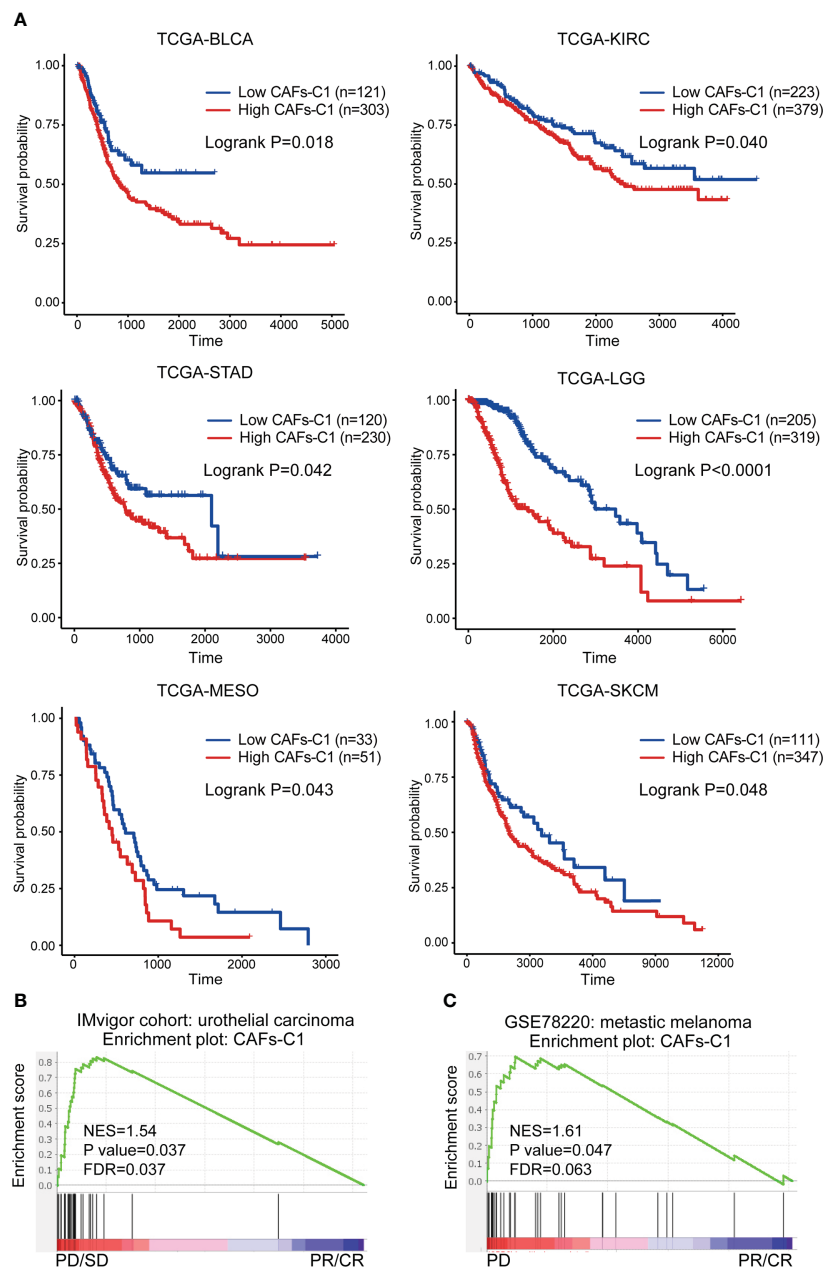 A
TCGA-BLCA
Survival probability
1.00
0.75
0.50
0.25
0.00
Low CAFs-C1 (n=121)
High CAFs-C1 (n=303)
Logrank P=0.018
0 1000 2000 3000 4000 5000
Time
TCGA-KIRC
Survival probability
1.00
0.75
0.50
0.25
0.00
Low CAFs-C1 (n=223)
High CAFs-C1 (n=379)
Logrank P=0.040
0 1000 2000 3000 4000
Time
TCGA-STAD
Survival probability
1.00
0.75
0.50
0.25
0.00
Low CAFs-C1 (n=120)
High CAFs-C1 (n=230)
Logrank P=0.042
0 1000 2000 3000 4000
Time
TCGA-LGG
Survival probability
1.00
0.75
0.50
0.25
0.00
Low CAFs-C1 (n=205)
High CAFs-C1 (n=319)
Logrank P<0.0001
0 2000 4000 6000
Time
TCGA-MESO
Survival probability
1.00
0.75
0.50
0.25
0.00
Low CAFs-C1 (n=33)
High CAFs-C1 (n=51)
Logrank P=0.043
0 1000 2000 3000
Time
TCGA-SKCM
Survival probability
1.00
0.75
0.50
0.25
0.00
Low CAFs-C1 (n=111)
High CAFs-C1 (n=347)
Logrank P=0.048
0 3000 4000 9000 12000
Time
B
IMvigor cohort: urothelial carcinoma
Enrichment plot: CAFs-C1
Enrichment score
0.8
0.7
0.6
0.5
0.4
0.3
0.2
0.1
0.0
NES=1.54
P value=0.037
FDR=0.037
PD/SD PR/CR
C
GSE78220: metastic melanoma
Enrichment plot: CAFs-C1
Enrichment score
0.7
0.6
0.5
0.4
0.3
0.2
0.1
0.0
NES=1.61
P value=0.047
FDR=0.063
PD PR/CR